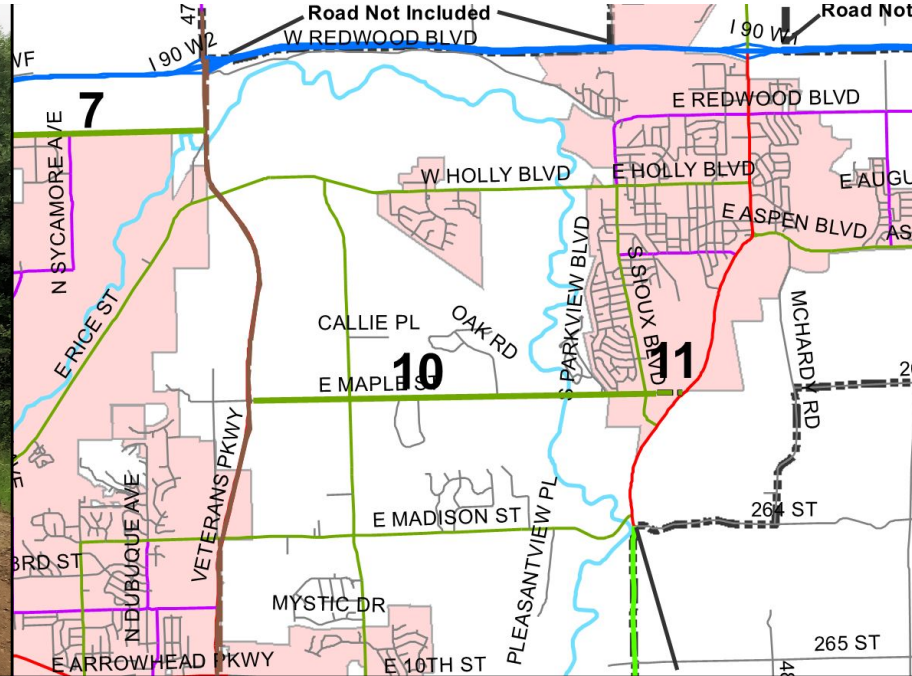 Road Not Included
Road Not
47
W REDWOOD BLVD
I 90 W2
I 90 W
WF
7
E REDWOOD BLVD
N SYCAMORE AVE
W HOLLY BLVD
E HOLLY BLVD
E AUGU
E ASPEN BLVD
AS
S PARKVIEW BLVD
S SIOUX BLVD
E RICE ST
CALLIE PL
OAK RD
MCHARDY RD
10
11
E MAPLE ST
VETERANS PKWY
N DUBUQUE AVE
E MADISON ST
PLEASANTVIEW PL
264 ST
3RD ST
MYSTIC DR
265 ST
E ARROWHEAD PKWY
E 10TH ST